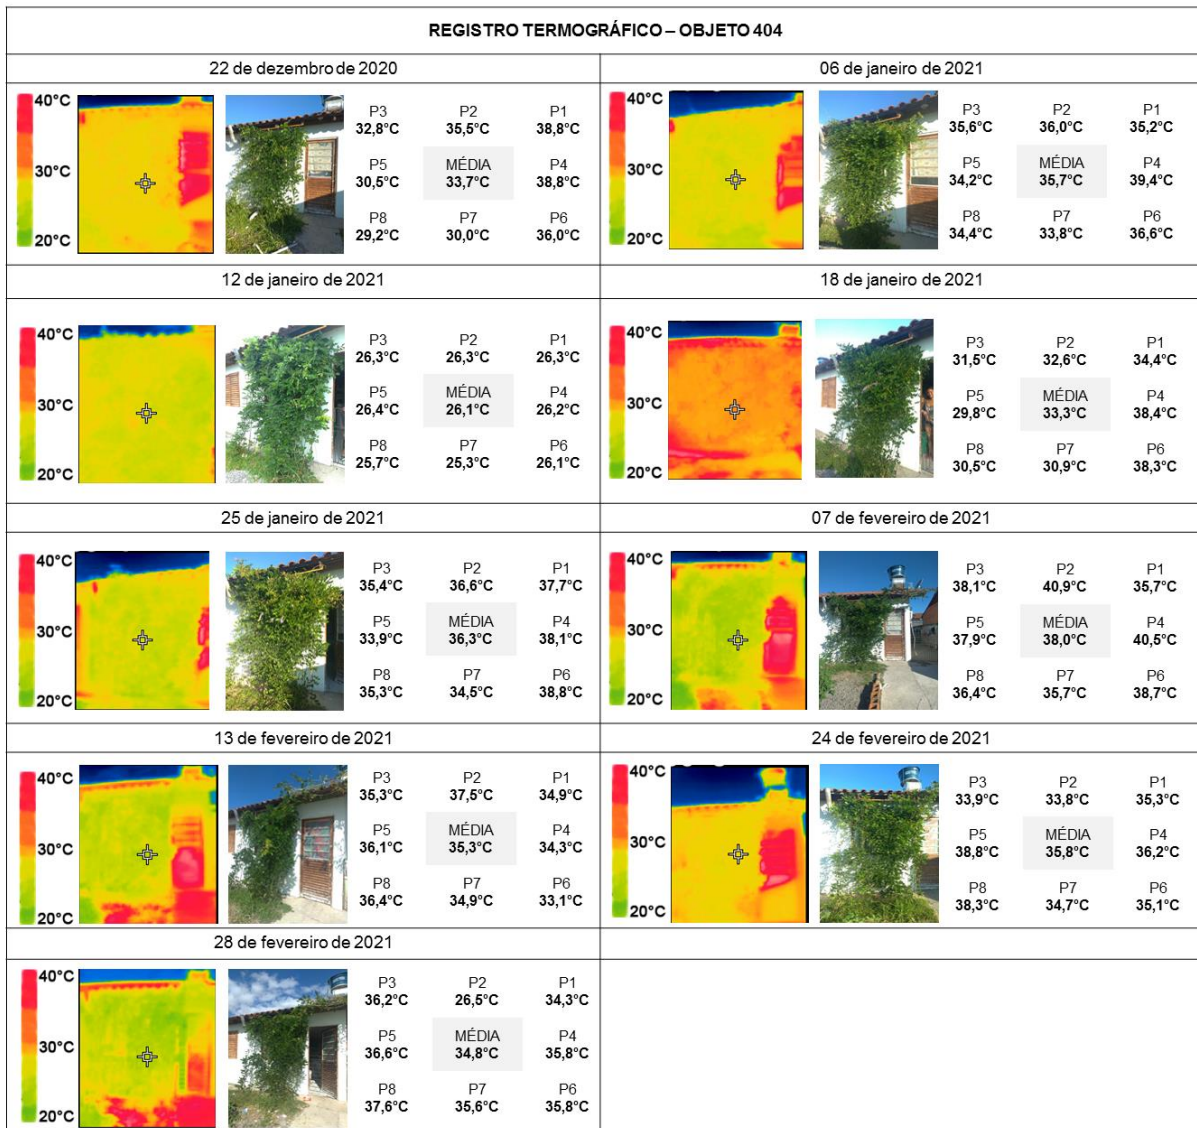 REGISTRO TERMOGRÁFICO – OBJETO 404
22 de dezembro de 2020
40°C
30°C
20°C
P3 P2 P1
32,8°C 35,5°C 38,8°C
P5 MÉDIA P4
30,5°C 33,7°C 38,8°C
P8 P7 P6
29,2°C 30,0°C 36,0°C
06 de janeiro de 2021
40°C
30°C
20°C
P3 P2 P1
35,6°C 36,0°C 35,2°C
P5 MÉDIA P4
34,2°C 35,7°C 39,4°C
P8 P7 P6
34,4°C 33,8°C 36,6°C
12 de janeiro de 2021
40°C
30°C
20°C
P3 P2 P1
26,3°C 26,3°C 26,3°C
P5 MÉDIA P4
26,4°C 26,1°C 26,2°C
P8 P7 P6
25,7°C 25,3°C 26,1°C
18 de janeiro de 2021
40°C
30°C
20°C
P3 P2 P1
31,5°C 32,6°C 34,4°C
P5 MÉDIA P4
29,8°C 33,3°C 38,4°C
P8 P7 P6
30,5°C 30,9°C 38,3°C
25 de janeiro de 2021
40°C
30°C
20°C
P3 P2 P1
35,4°C 36,6°C 37,7°C
P5 MÉDIA P4
33,9°C 36,3°C 38,1°C
P8 P7 P6
35,3°C 34,5°C 38,8°C
07 de fevereiro de 2021
40°C
30°C
20°C
P3 P2 P1
38,1°C 40,9°C 35,7°C
P5 MÉDIA P4
37,9°C 38,0°C 40,5°C
P8 P7 P6
36,4°C 35,7°C 38,7°C
13 de fevereiro de 2021
40°C
30°C
20°C
P3 P2 P1
35,3°C 37,5°C 34,9°C
P5 MÉDIA P4
36,1°C 35,3°C 34,3°C
P8 P7 P6
36,4°C 34,9°C 33,1°C
24 de fevereiro de 2021
40°C
30°C
20°C
P3 P2 P1
33,9°C 33,8°C 35,3°C
P5 MÉDIA P4
38,8°C 35,8°C 36,2°C
P8 P7 P6
38,3°C 34,7°C 35,1°C
28 de fevereiro de 2021
40°C
30°C
20°C
P3 P2 P1
36,2°C 26,5°C 34,3°C
P5 MÉDIA P4
36,6°C 34,8°C 35,8°C
P8 P7 P6
37,6°C 35,6°C 35,8°C